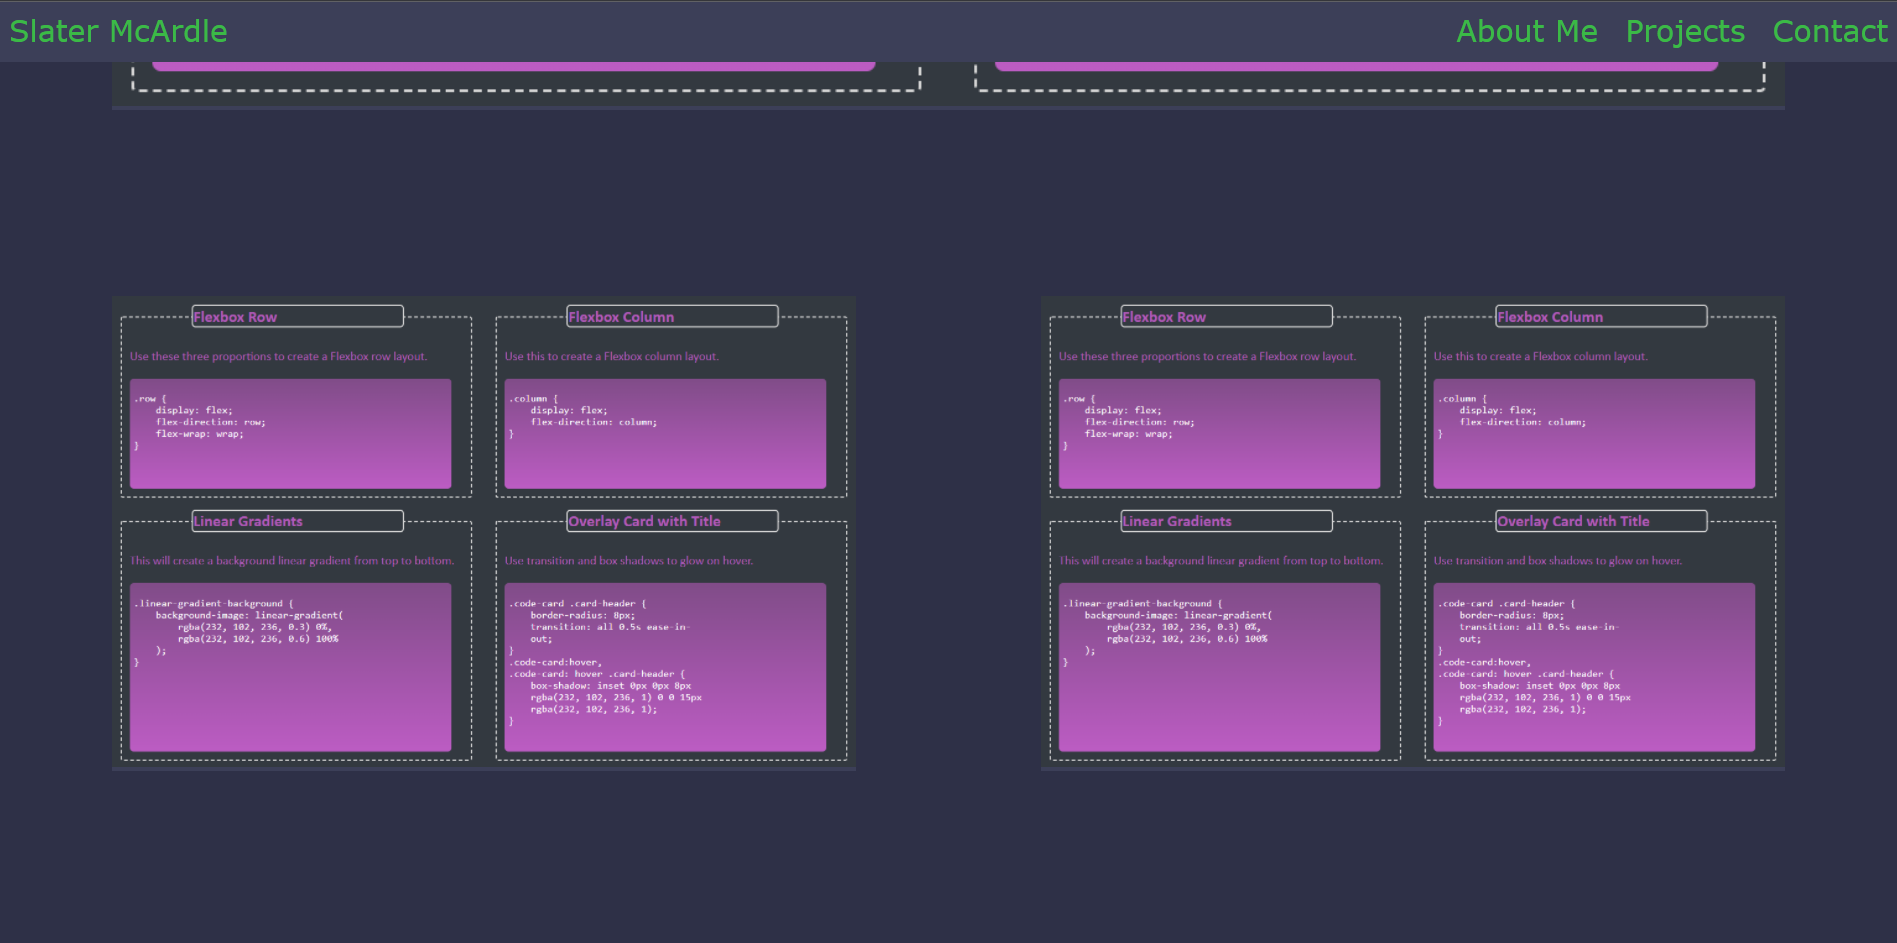 Slater McArdle
About Me
Projects
Contact
Flexbox Row
Use these three proportions to create a Flexbox row layout.
.row {
display: flex;
flex-direction: row;
flex-wrap: wrap;
}
Flexbox Column
Use this to create a Flexbox column layout.
.column {
display: flex;
flex-direction: column;
}
Linear Gradients
This will create a background linear gradient from top to bottom.
.linear-gradient-background {
background-image: linear-gradient(
rgba(232, 102, 236, 0.3) 0%,
rgba(232, 102, 236, 0.6) 100%
);
}
Overlay Card with Title
Use transition and box shadows to glow on hover.
.code-card .card-header {
border-radius: 8px;
transition: all 0.5s ease-in-
out;
}
.code-card:hover,
.code-card: hover .card-header {
box-shadow: inset 0px 0px 8px
rgba(232, 102, 236, 1) 0 0 15px
rgba(232, 102, 236, 1);
}
Flexbox Row
Use these three proportions to create a Flexbox row layout.
.row {
display: flex;
flex-direction: row;
flex-wrap: wrap;
}
Flexbox Column
Use this to create a Flexbox column layout.
.column {
display: flex;
flex-direction: column;
}
Linear Gradients
This will create a background linear gradient from top to bottom.
.linear-gradient-background {
background-image: linear-gradient(
rgba(232, 102, 236, 0.3) 0%,
rgba(232, 102, 236, 0.6) 100%
);
}
Overlay Card with Title
Use transition and box shadows to glow on hover.
.code-card .card-header {
border-radius: 8px;
transition: all 0.5s ease-in-
out;
}
.code-card:hover,
.code-card: hover .card-header {
box-shadow: inset 0px 0px 8px
rgba(232, 102, 236, 1) 0 0 15px
rgba(232, 102, 236, 1);
}